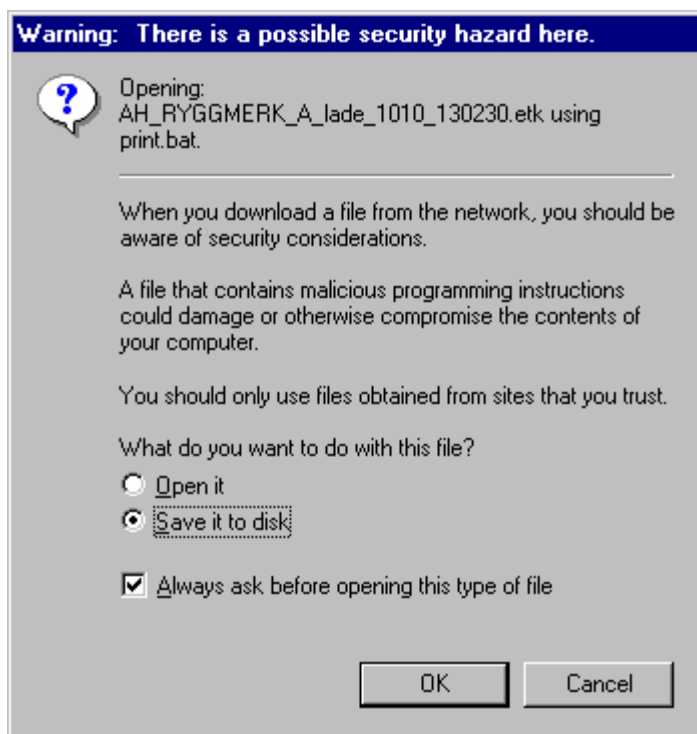 Warning:  There is a possible security hazard here.
Opening:
AH_RYGGMERK_A_lade_1010_130230.etk using
print.bat.
When you download a file from the network, you should be
aware of security considerations.
A file that contains malicious programming instructions
could damage or otherwise compromise the contents of
your computer.
You should only use files obtained from sites that you trust.
What do you want to do with this file?
Open it
Save it to disk
Always ask before opening this type of file
OK
Cancel